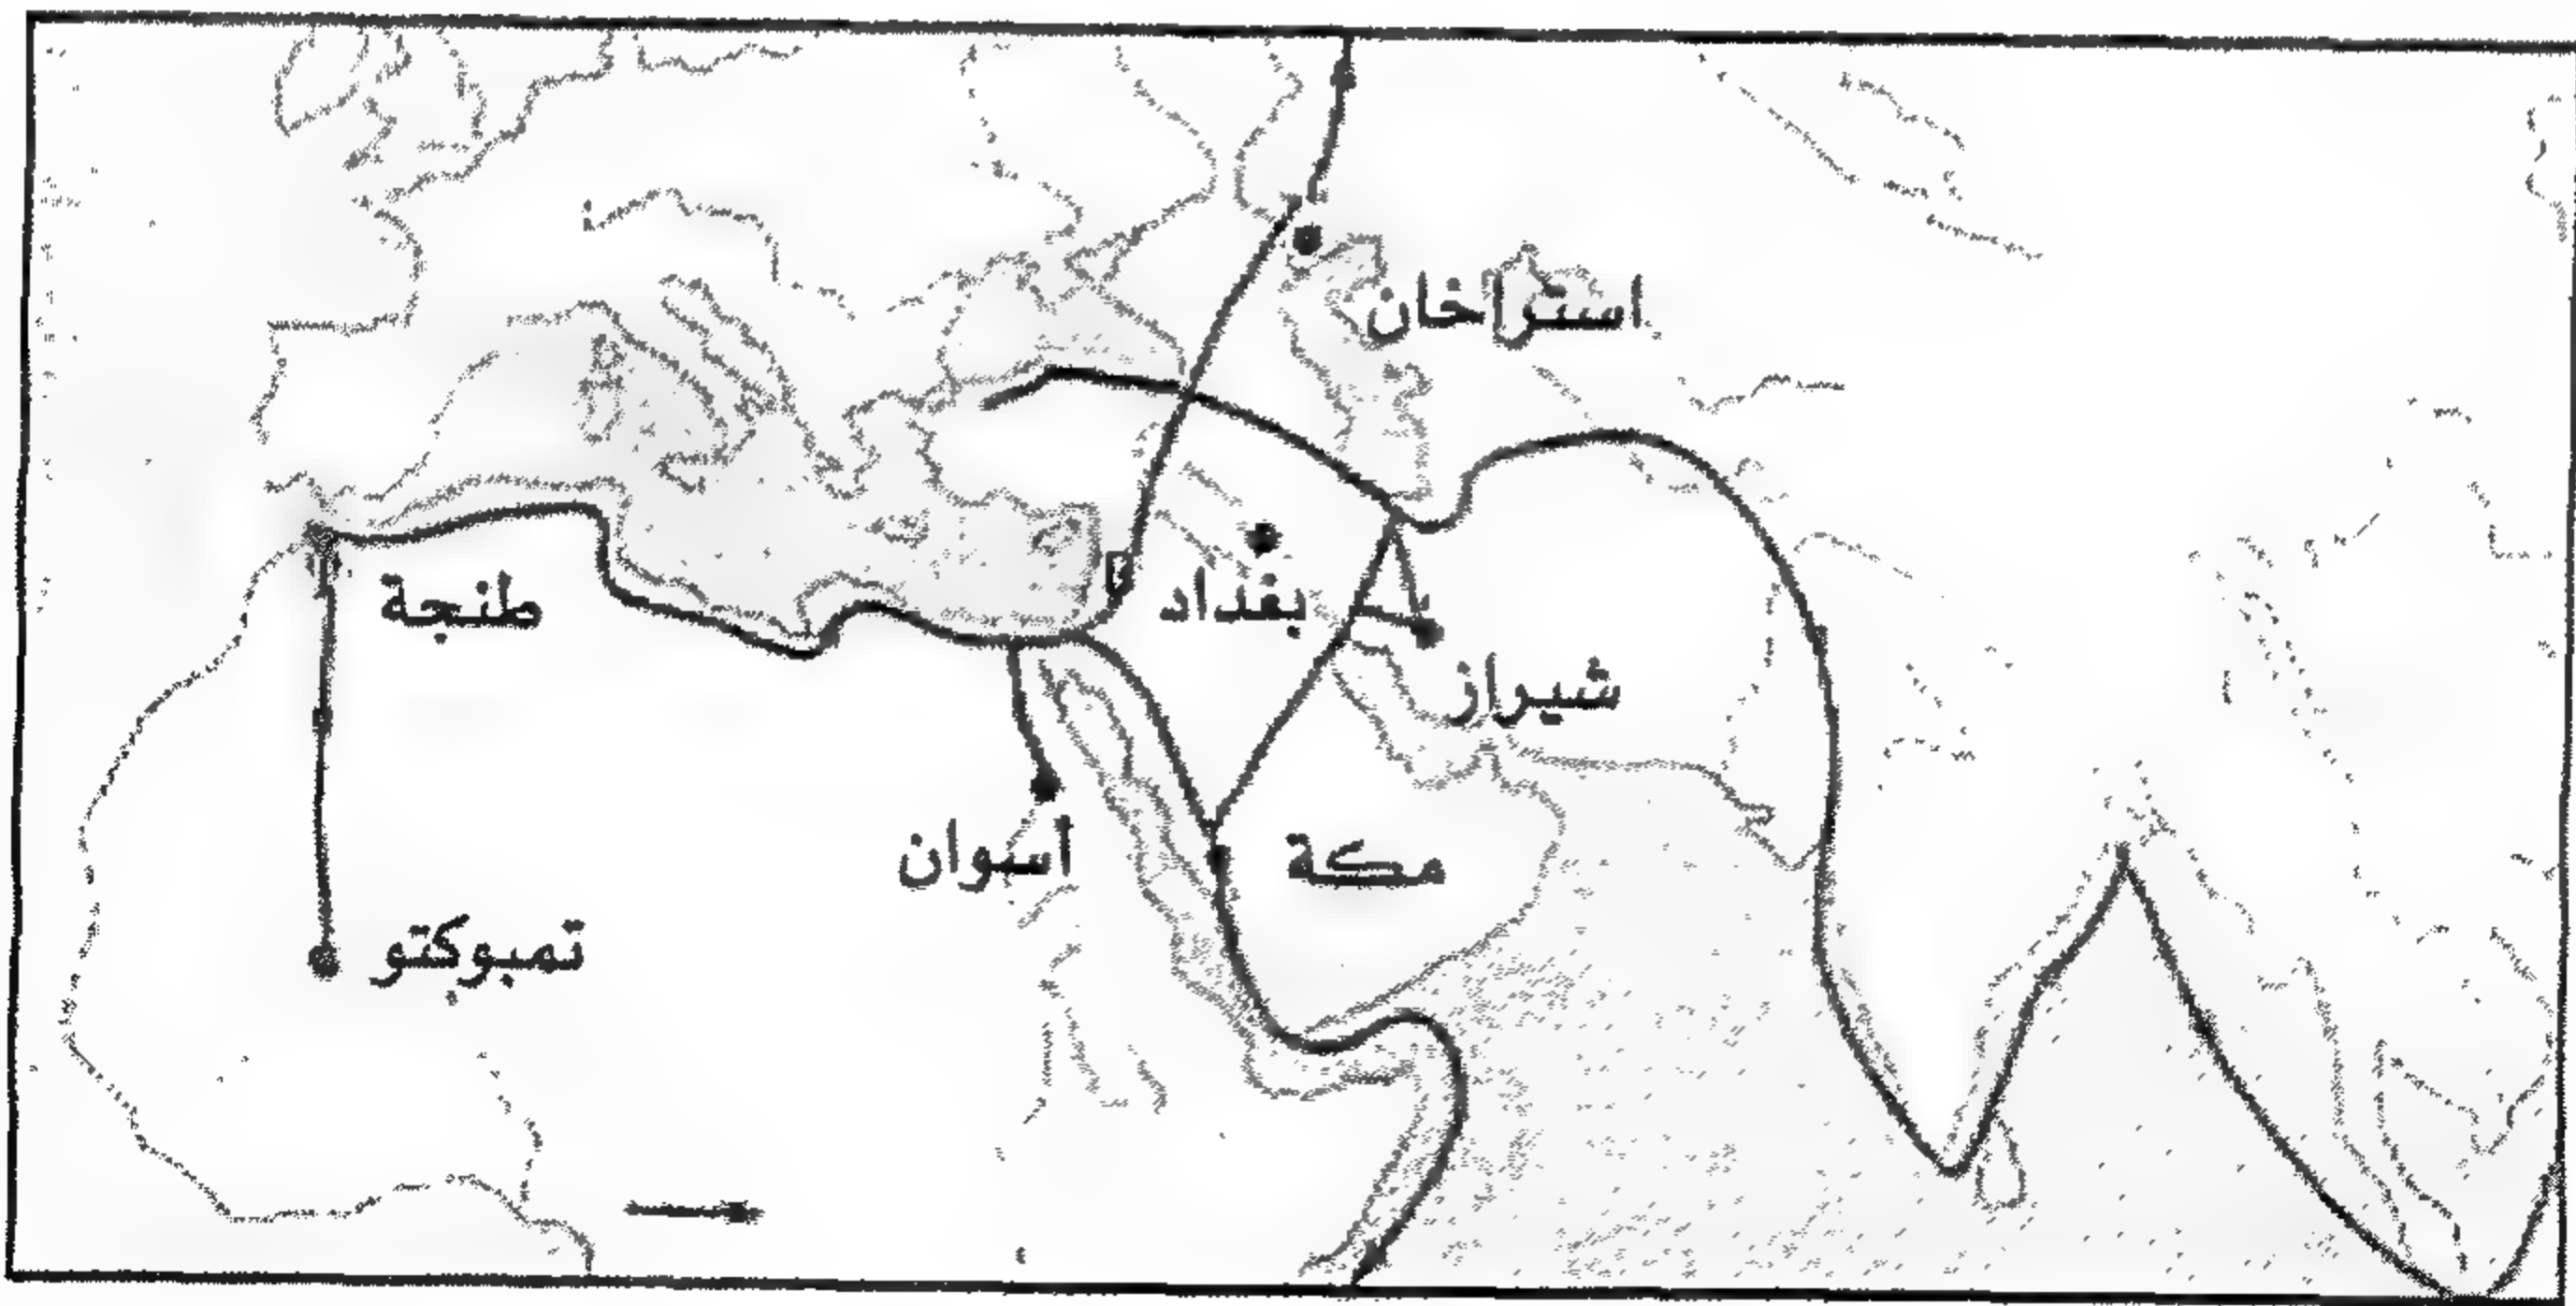 استراخان
طنجة
بغداد
شيراز
أسوان
مكة
تمبوكتو